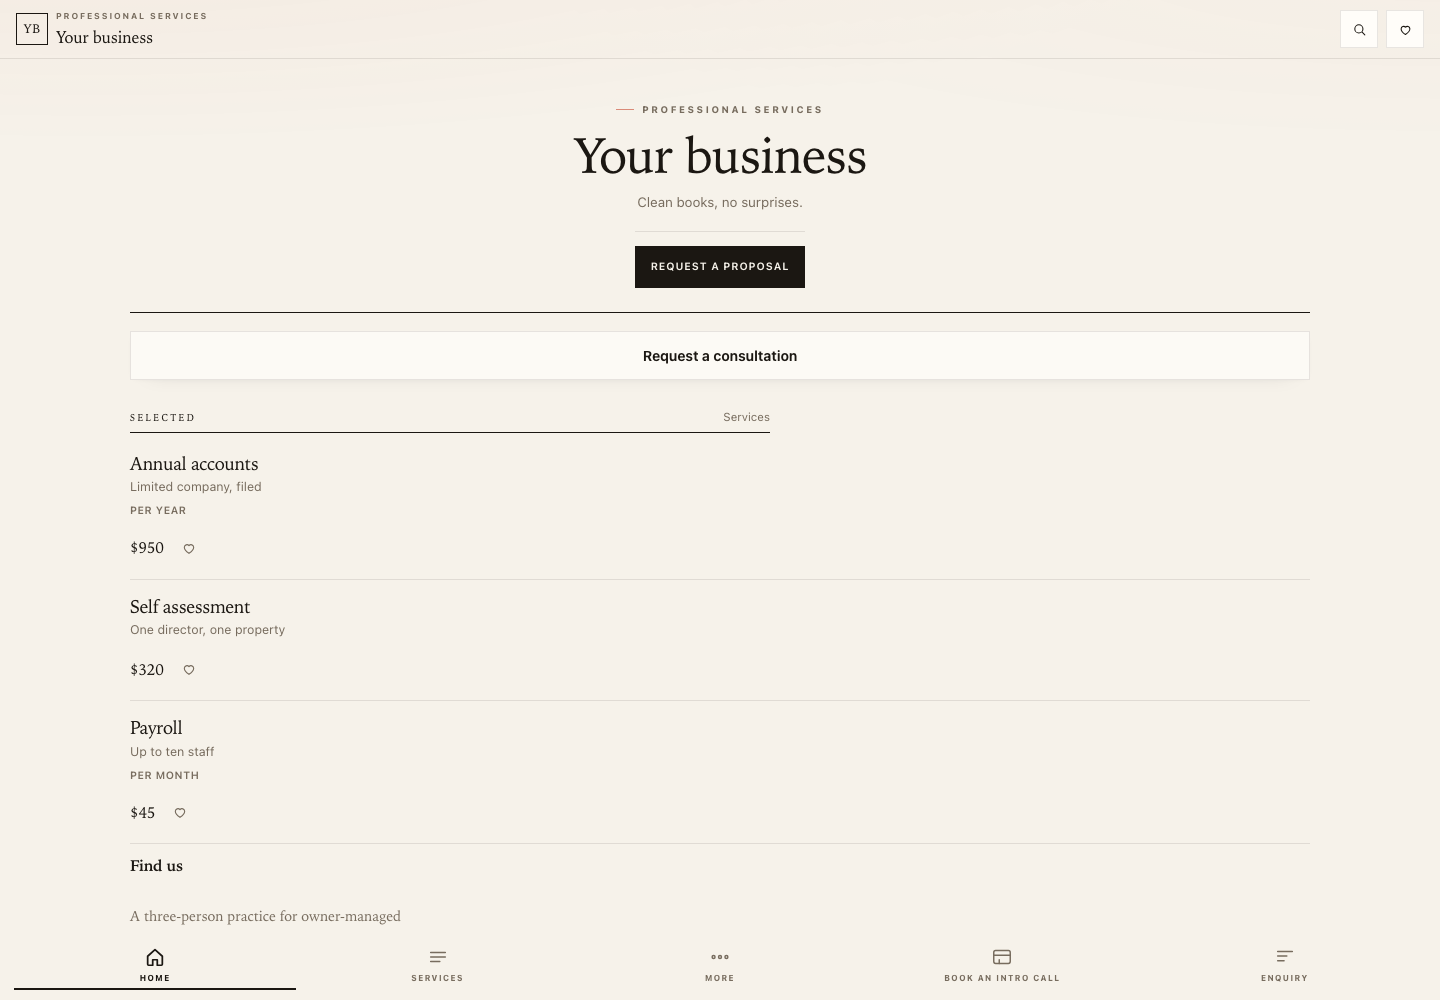 YB
PROFESSIONAL SERVICES
Your business
PROFESSIONAL SERVICES
Your business
Clean books, no surprises.
REQUEST A PROPOSAL
Request a consultation
SELECTED
Services
Annual accounts
Limited company, filed
PER YEAR
$950
Self assessment
One director, one property
$320
Payroll
Up to ten staff
PER MONTH
$45
Find us
A three-person practice for owner-managed
HOME
SERVICES
MORE
BOOK AN INTRO CALL
ENQUIRY